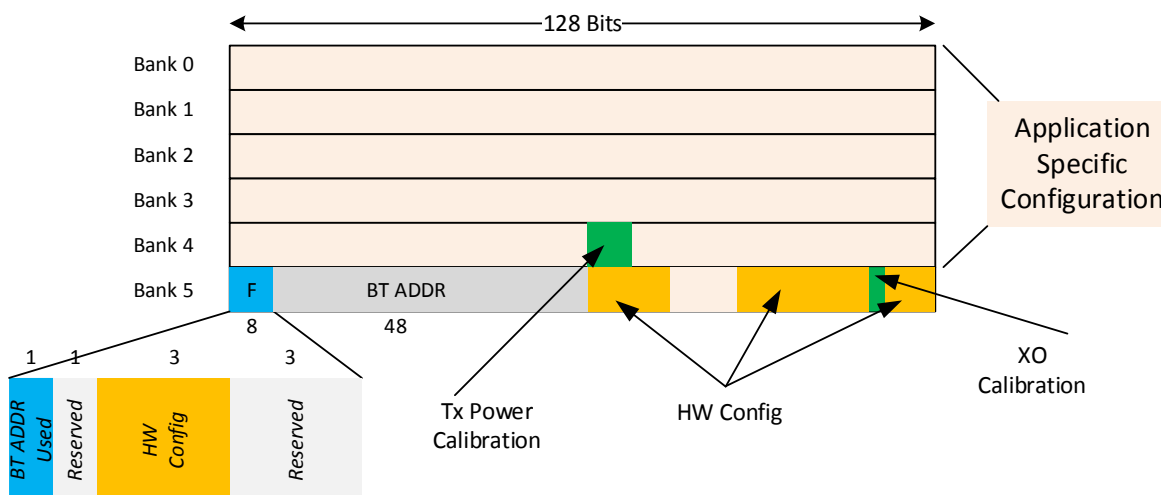 128 Bits
Bank 0
Bank 1
Bank 2
Bank 3
Bank 4
Bank 5
Application
Specific
Configuration
F
BT ADDR
8
48
1
1
3
3
BT ADDR
Used
Reserved
HW
Config
Reserved
Tx Power
Calibration
HW Config
XO
Calibration